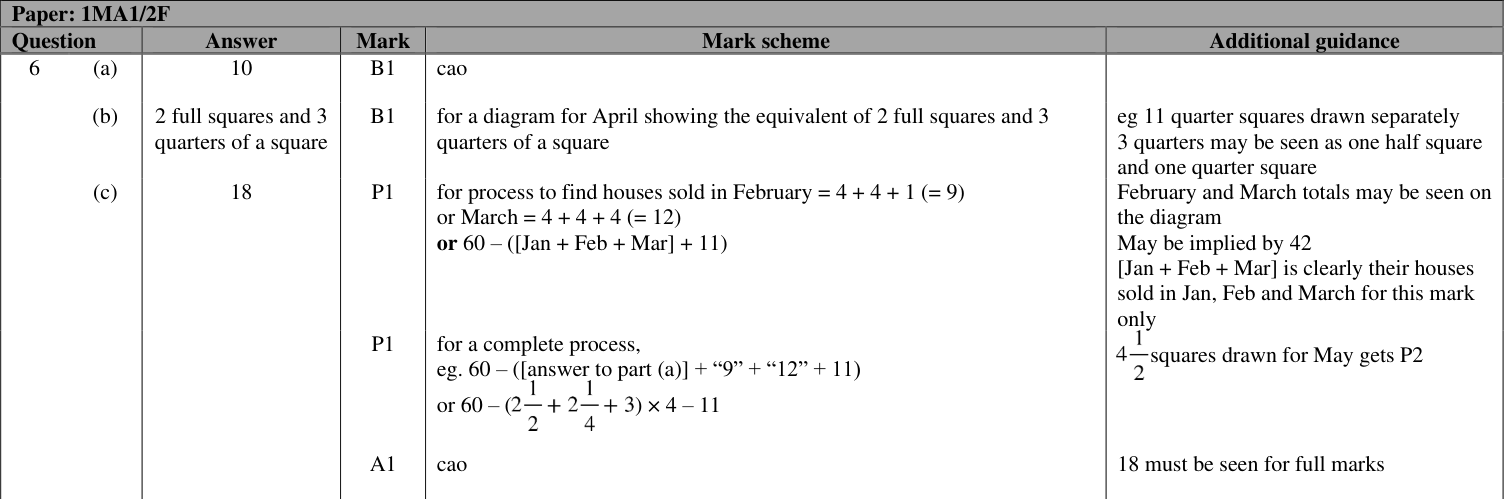 Paper: 1MA1/2F
Question Answer Mark Mark scheme Additional guidance
6 (a) 10 B1 cao
(b) 2 full squares and 3 B1 for a diagram for April showing the equivalent of 2 full squares and 3 eg 11 quarter squares drawn separately
quarters of a square quarters of a square 3 quarters may be seen as one half square
and one quarter square
(c) 18 P1 for process to find houses sold in February = 4 + 4 + 1 (= 9) February and March totals may be seen on
or March = 4 + 4 + 4 (= 12) the diagram
or 60 – ([Jan + Feb + Mar] + 11) May be implied by 42
[Jan + Feb + Mar] is clearly their houses
sold in Jan, Feb and March for this mark
only
P1 for a complete process, 4 1/2 squares drawn for May gets P2
eg. 60 – ([answer to part (a)] + “9” + “12” + 11)
or 60 – (2 1/2 + 2 1/4 + 3) × 4 – 11
A1 cao 18 must be seen for full marks